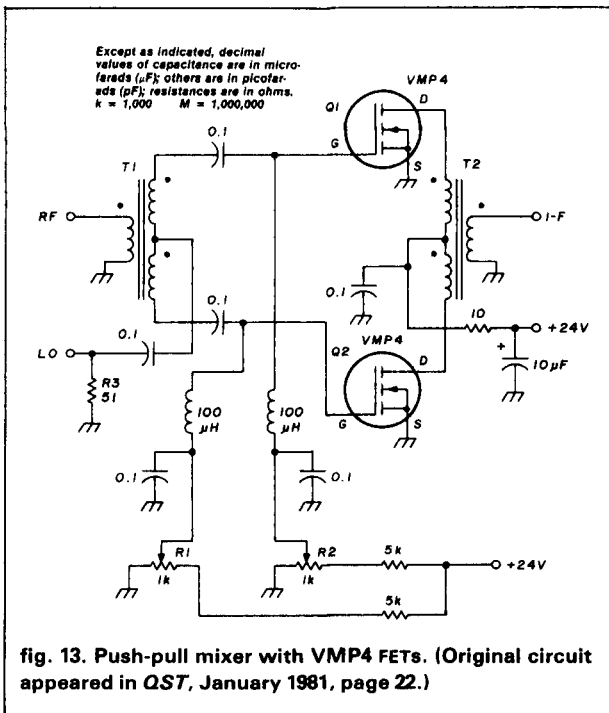 Except as indicated, decimal
values of capacitance are in micro-
farads (μF); others are in picofar-
ads (pF); resistances are in ohms.
k = 1,000 M = 1,000,000
VMP4
Q1
D
0.1
G
S
T1
T2
RF
I-F
0.1
0.1
10
+24V
LO
0.1
VMP4
Q2
D
+
10μF
R3
51
100
μH
100
μH
G
S
0.1
0.1
R1
1k
R2
1k
5k
+24V
5k
fig. 13. Push-pull mixer with VMP4 FETs. (Original circuit
appeared in QST, January 1981, page 22.)